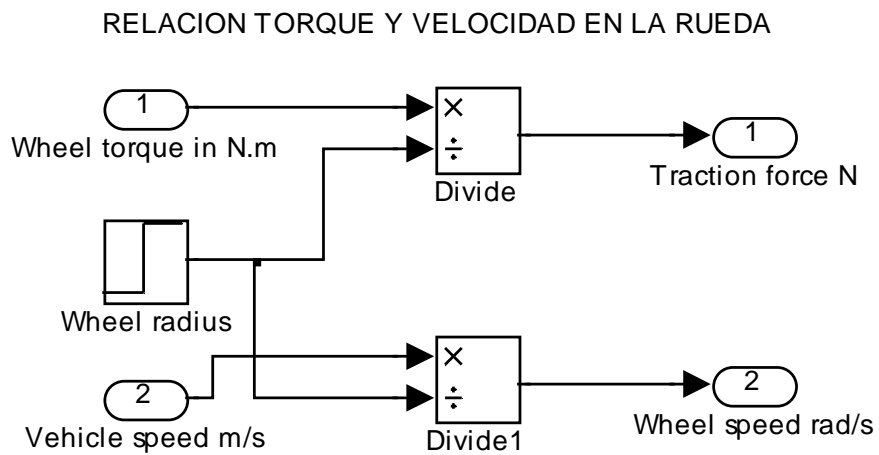 RELACION TORQUE Y VELOCIDAD EN LA RUEDA
1
Wheel torque in N.m
×
÷
Divide
1
Traction force N
Wheel radius
2
Vehicle speed m/s
×
÷
Divide1
2
Wheel speed rad/s